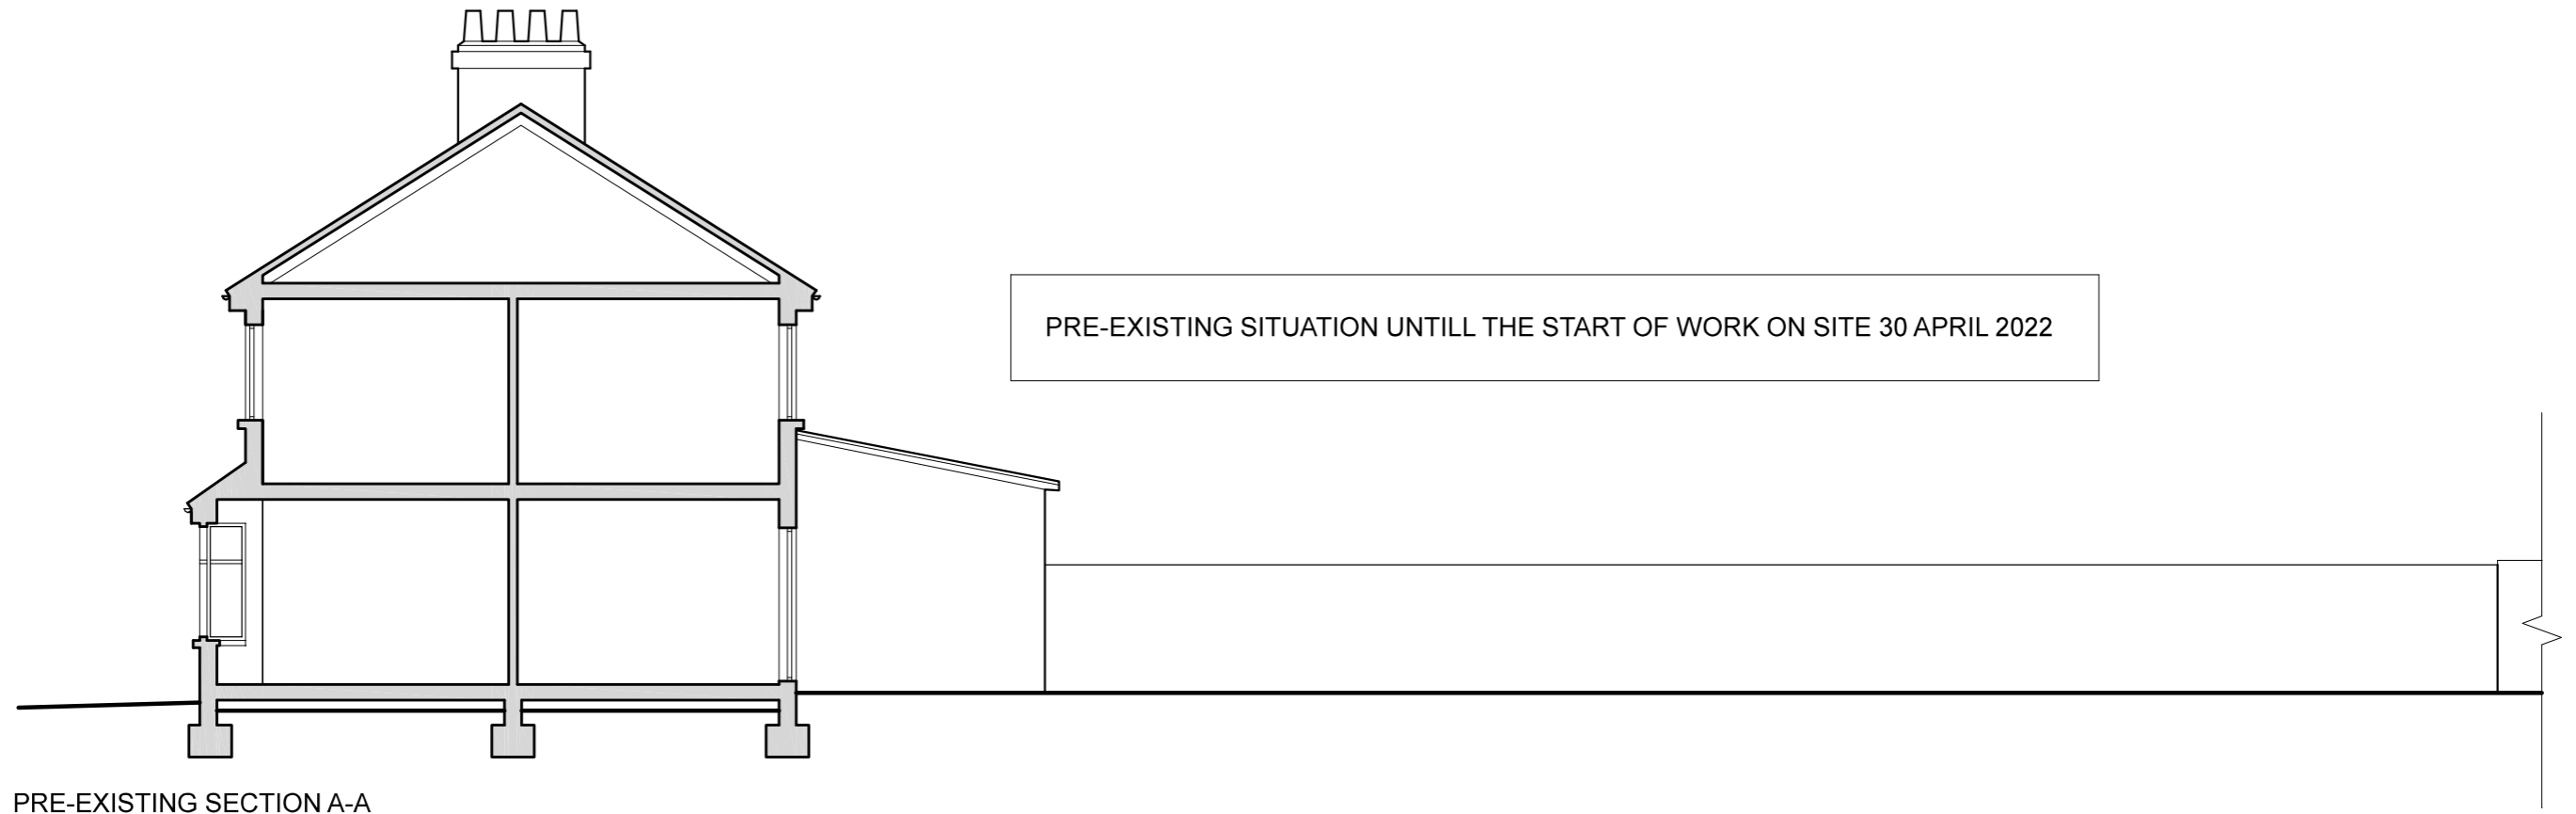 PRE-EXISTING SITUATION UNTILL THE START OF WORK ON SITE 30 APRIL 2022
PRE-EXISTING SECTION A-A